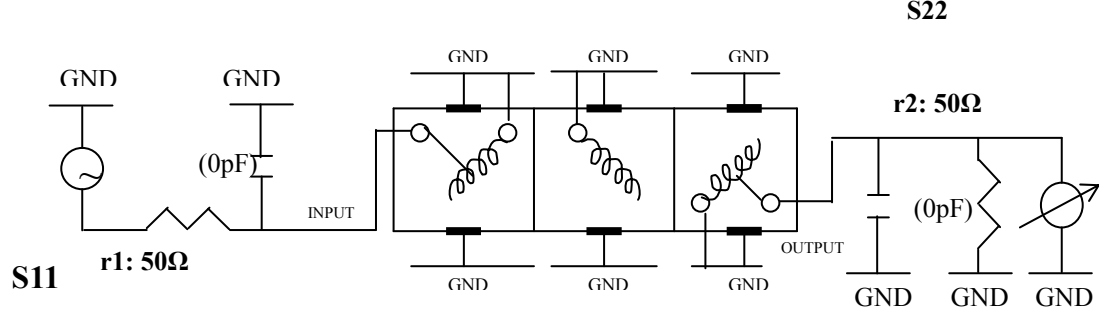 S22
GND GND GND GND GND
r2: 50Ω
(0pF) (0pF)
INPUT
OUTPUT
r1: 50Ω
S11
GND GND GND GND GND GND